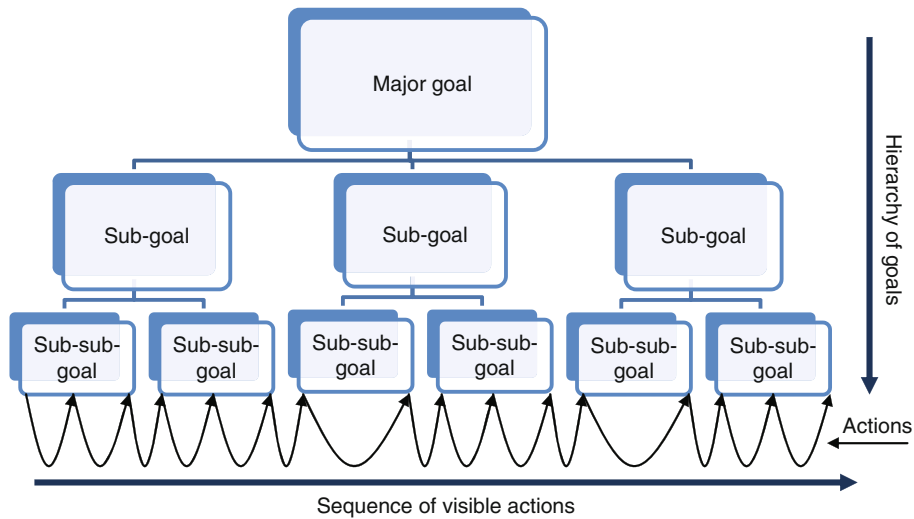 Major goal
Hierarchy of goals
Sub-goal
Sub-goal
Sub-goal
Sub-sub-
goal
Sub-sub-
goal
Sub-sub-
goal
Sub-sub-
goal
Sub-sub-
goal
Sub-sub-
goal
Actions
Sequence of visible actions